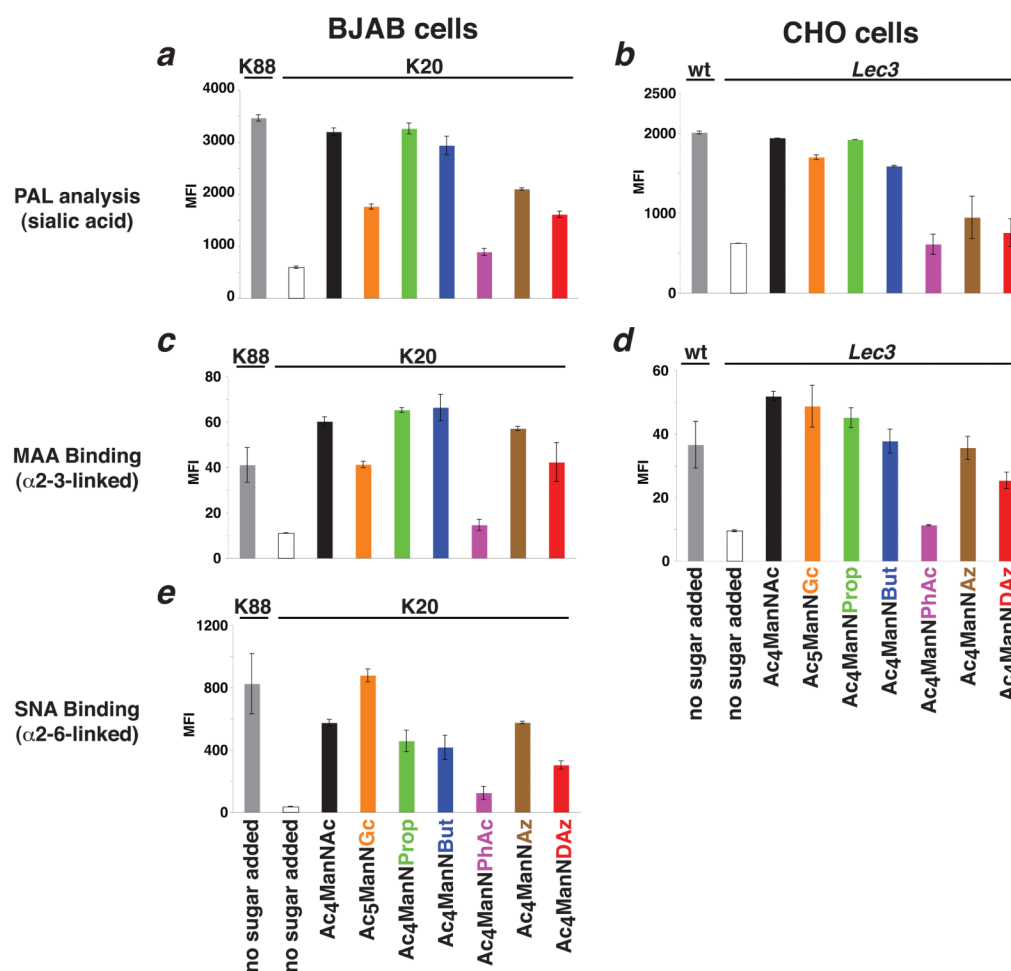 BJAB cells
CHO cells
a
K88
K20
b
wt
Lec3
PAL analysis
(sialic acid)
MFI
4000
3000
2000
1000
0
MFI
2500
2000
1500
1000
500
0
c
K88
K20
d
wt
Lec3
MAA Binding
(α2-3-linked)
MFI
80
60
40
20
0
MFI
60
40
20
0
no sugar added
no sugar added
Ac4ManNAc
Ac5ManNGc
Ac4ManNProp
Ac4ManNBut
Ac4ManNPhAc
Ac4ManNAz
Ac4ManNDAz
e
K88
K20
SNA Binding
(α2-6-linked)
MFI
1200
800
400
0
no sugar added
no sugar added
Ac4ManNAc
Ac5ManNGc
Ac4ManNProp
Ac4ManNBut
Ac4ManNPhAc
Ac4ManNAz
Ac4ManNDAz